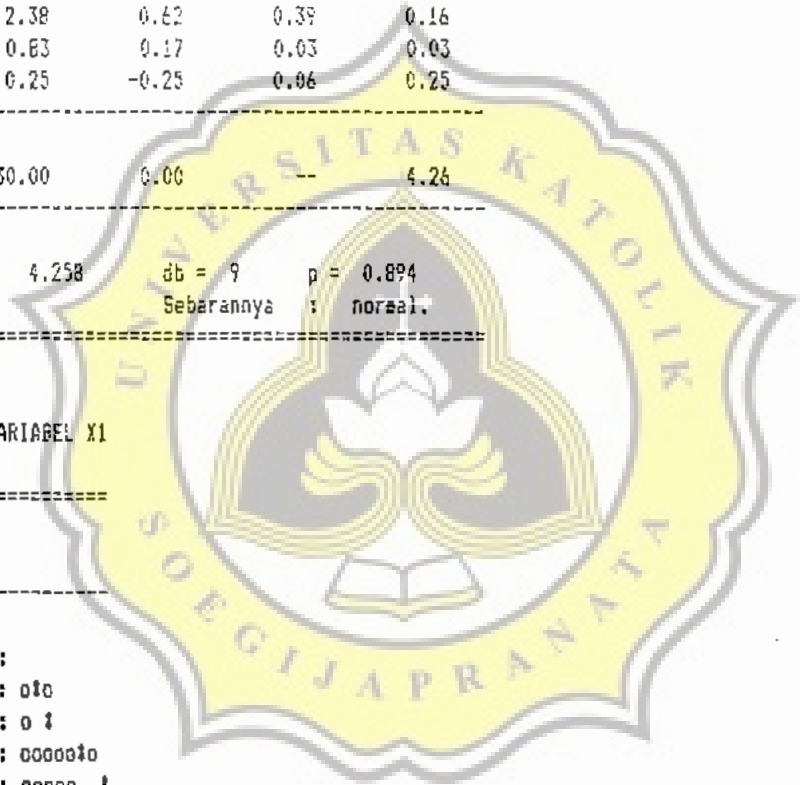 2.38 0.62 0.39 0.16
0.83 0.17 0.03 0.03
0.25 -0.25 0.06 0.25
-----------------------------------------------
0.00 -- 4.26
-----------------------------------------------
4.258 db = 9 p = 0.894
Sebarannya : normal.
===============================================
ARIABEL X1
==========
----------
:
: o*o
: o *
: oooooo*o
UNIVERSITAS KATOLIK
SOEGIJAPRANATA